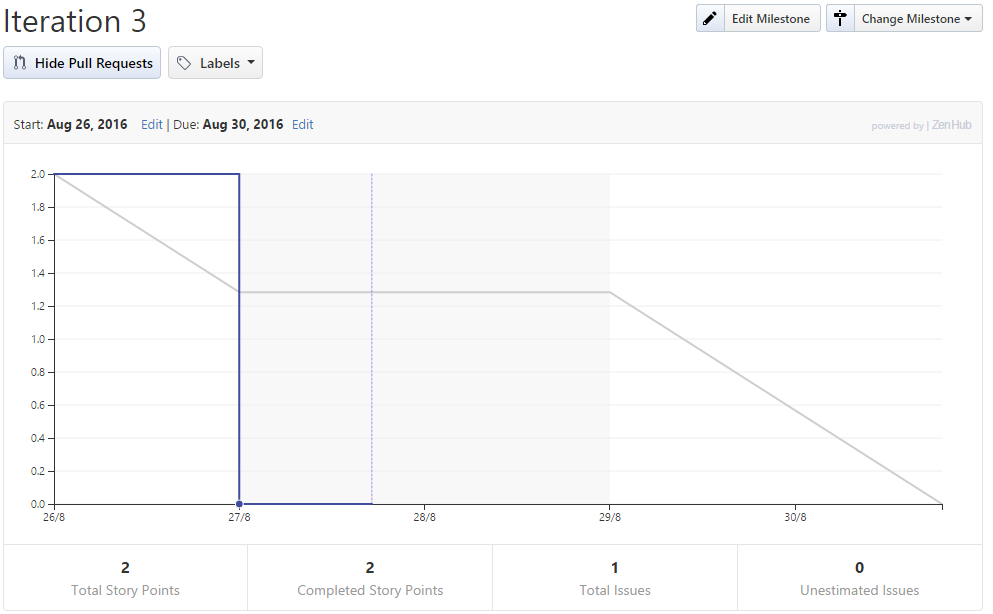 Iteration 3
Edit Milestone
Change Milestone
Hide Pull Requests
Labels
Start: Aug 26, 2016 Edit | Due: Aug 30, 2016 Edit
powered by | ZenHub
2.0
1.8
1.6
1.4
1.2
1.0
0.8
0.6
0.4
0.2
0.0
26/8 27/8 28/8 29/8 30/8
2 2 1 0
Total Story Points Completed Story Points Total Issues Unestimated Issues